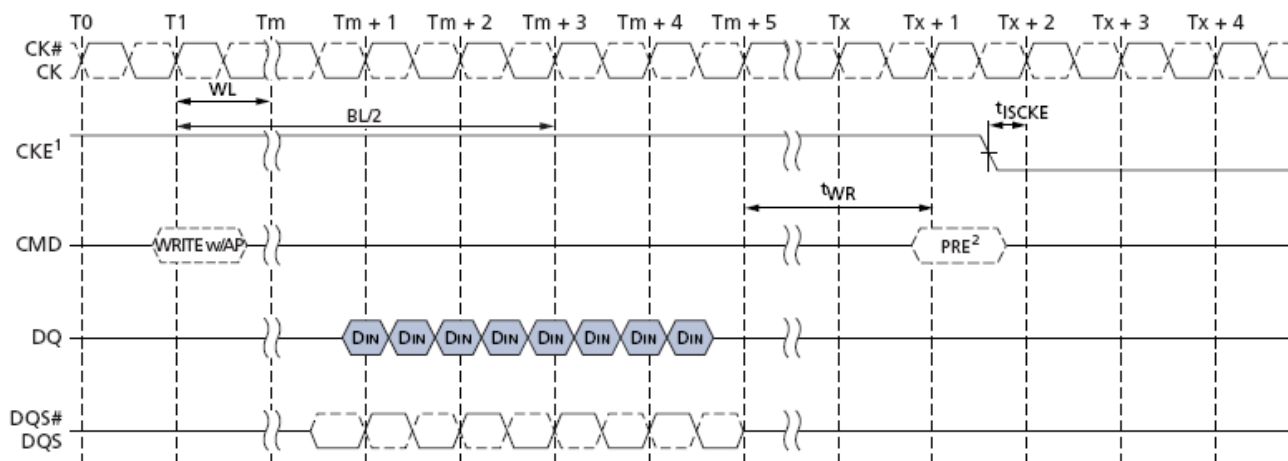 T0 T1 Tm Tm + 1 Tm + 2 Tm + 3 Tm + 4 Tm + 5 Tx Tx + 1 Tx + 2 Tx + 3 Tx + 4
CK#
CK
WL
BL/2
tISCKE
CKE1
tWR
CMD WRITE w/AP PRE2
DQ DIN DIN DIN DIN DIN DIN DIN DIN
DQS#
DQS